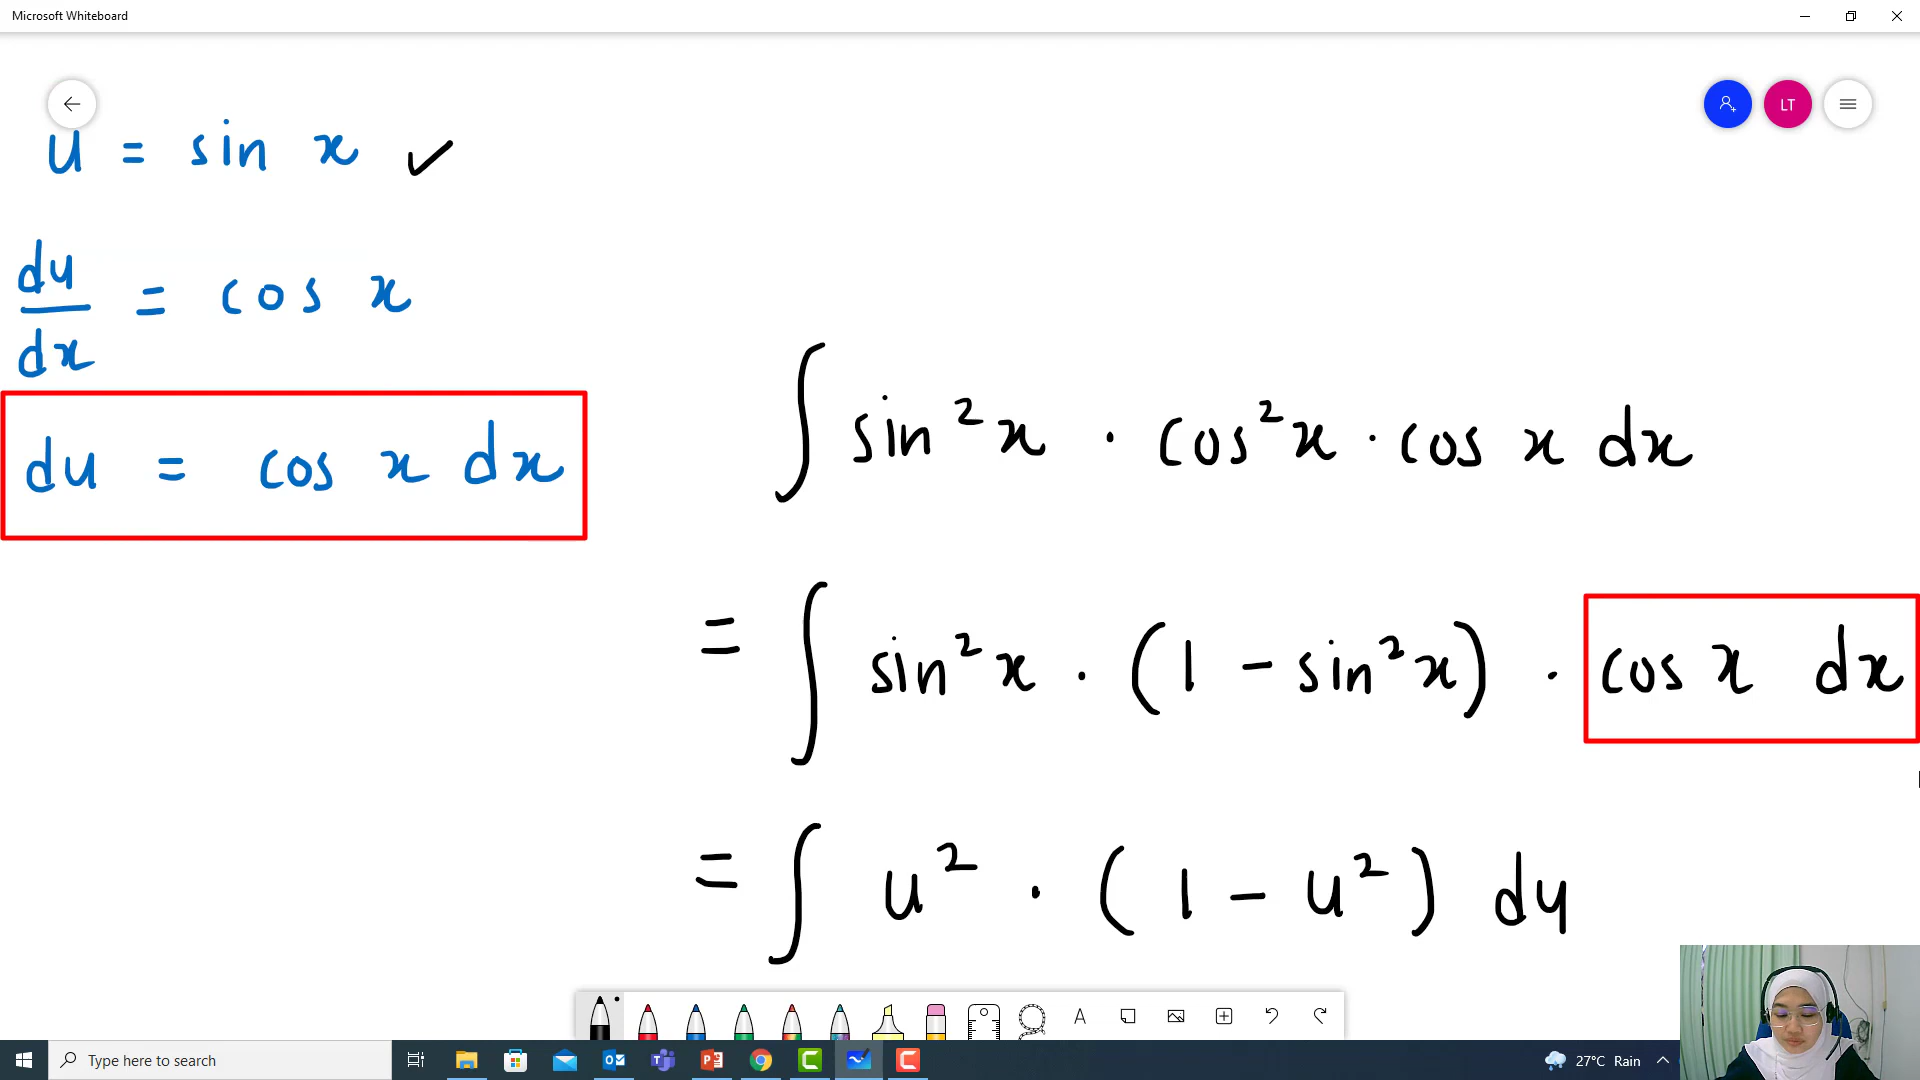 Microsoft Whiteboard
LT
u = sin x ✓
du/dx = cos x
du = cos x dx
∫ sin²x · cos²x · cos x dx
= ∫ sin²x · (1 − sin²x) · cos x dx
= ∫ u² · (1 − u²) du
A
Type here to search
27°C Rain